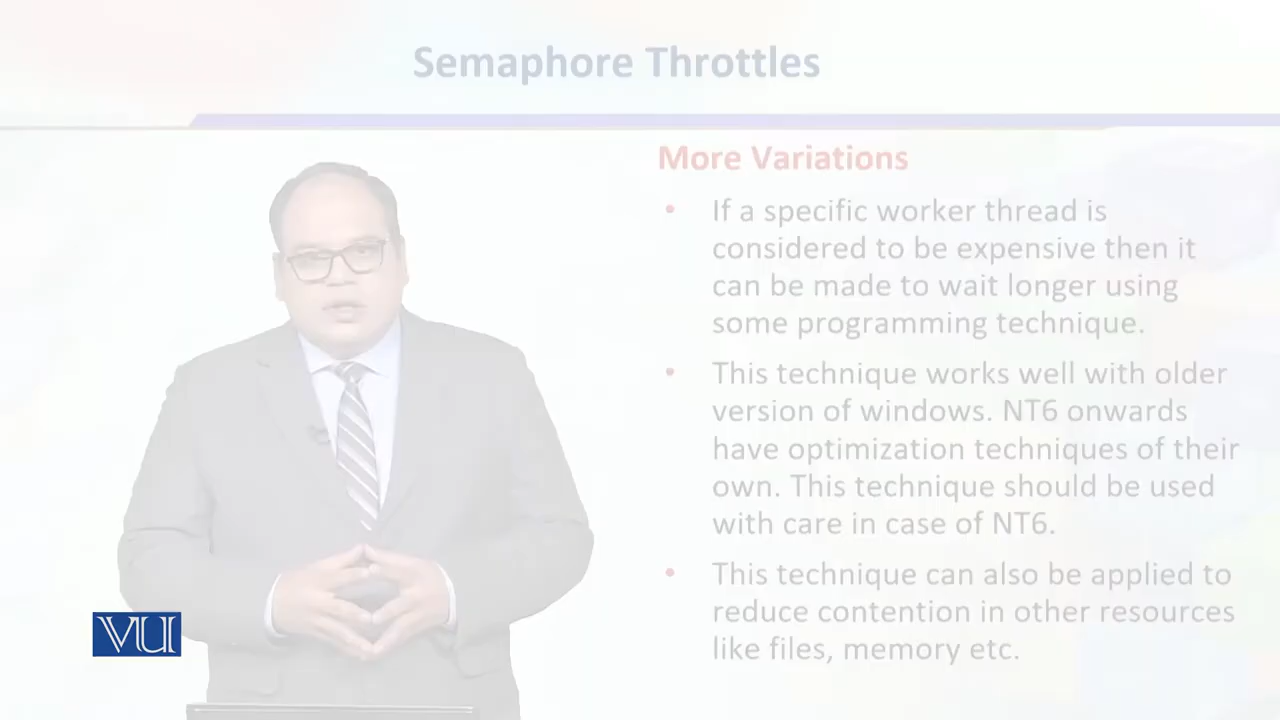 Semaphore Throttles
More Variations
• If a specific worker thread is
considered to be expensive then it
can be made to wait longer using
some programming technique.
• This technique works well with older
version of windows. NT6 onwards
have optimization techniques of their
own. This technique should be used
with care in case of NT6.
• This technique can also be applied to
reduce contention in other resources
like files, memory etc.
VU